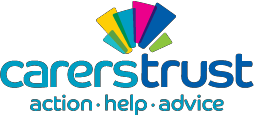 carerstrust
action · help · advice